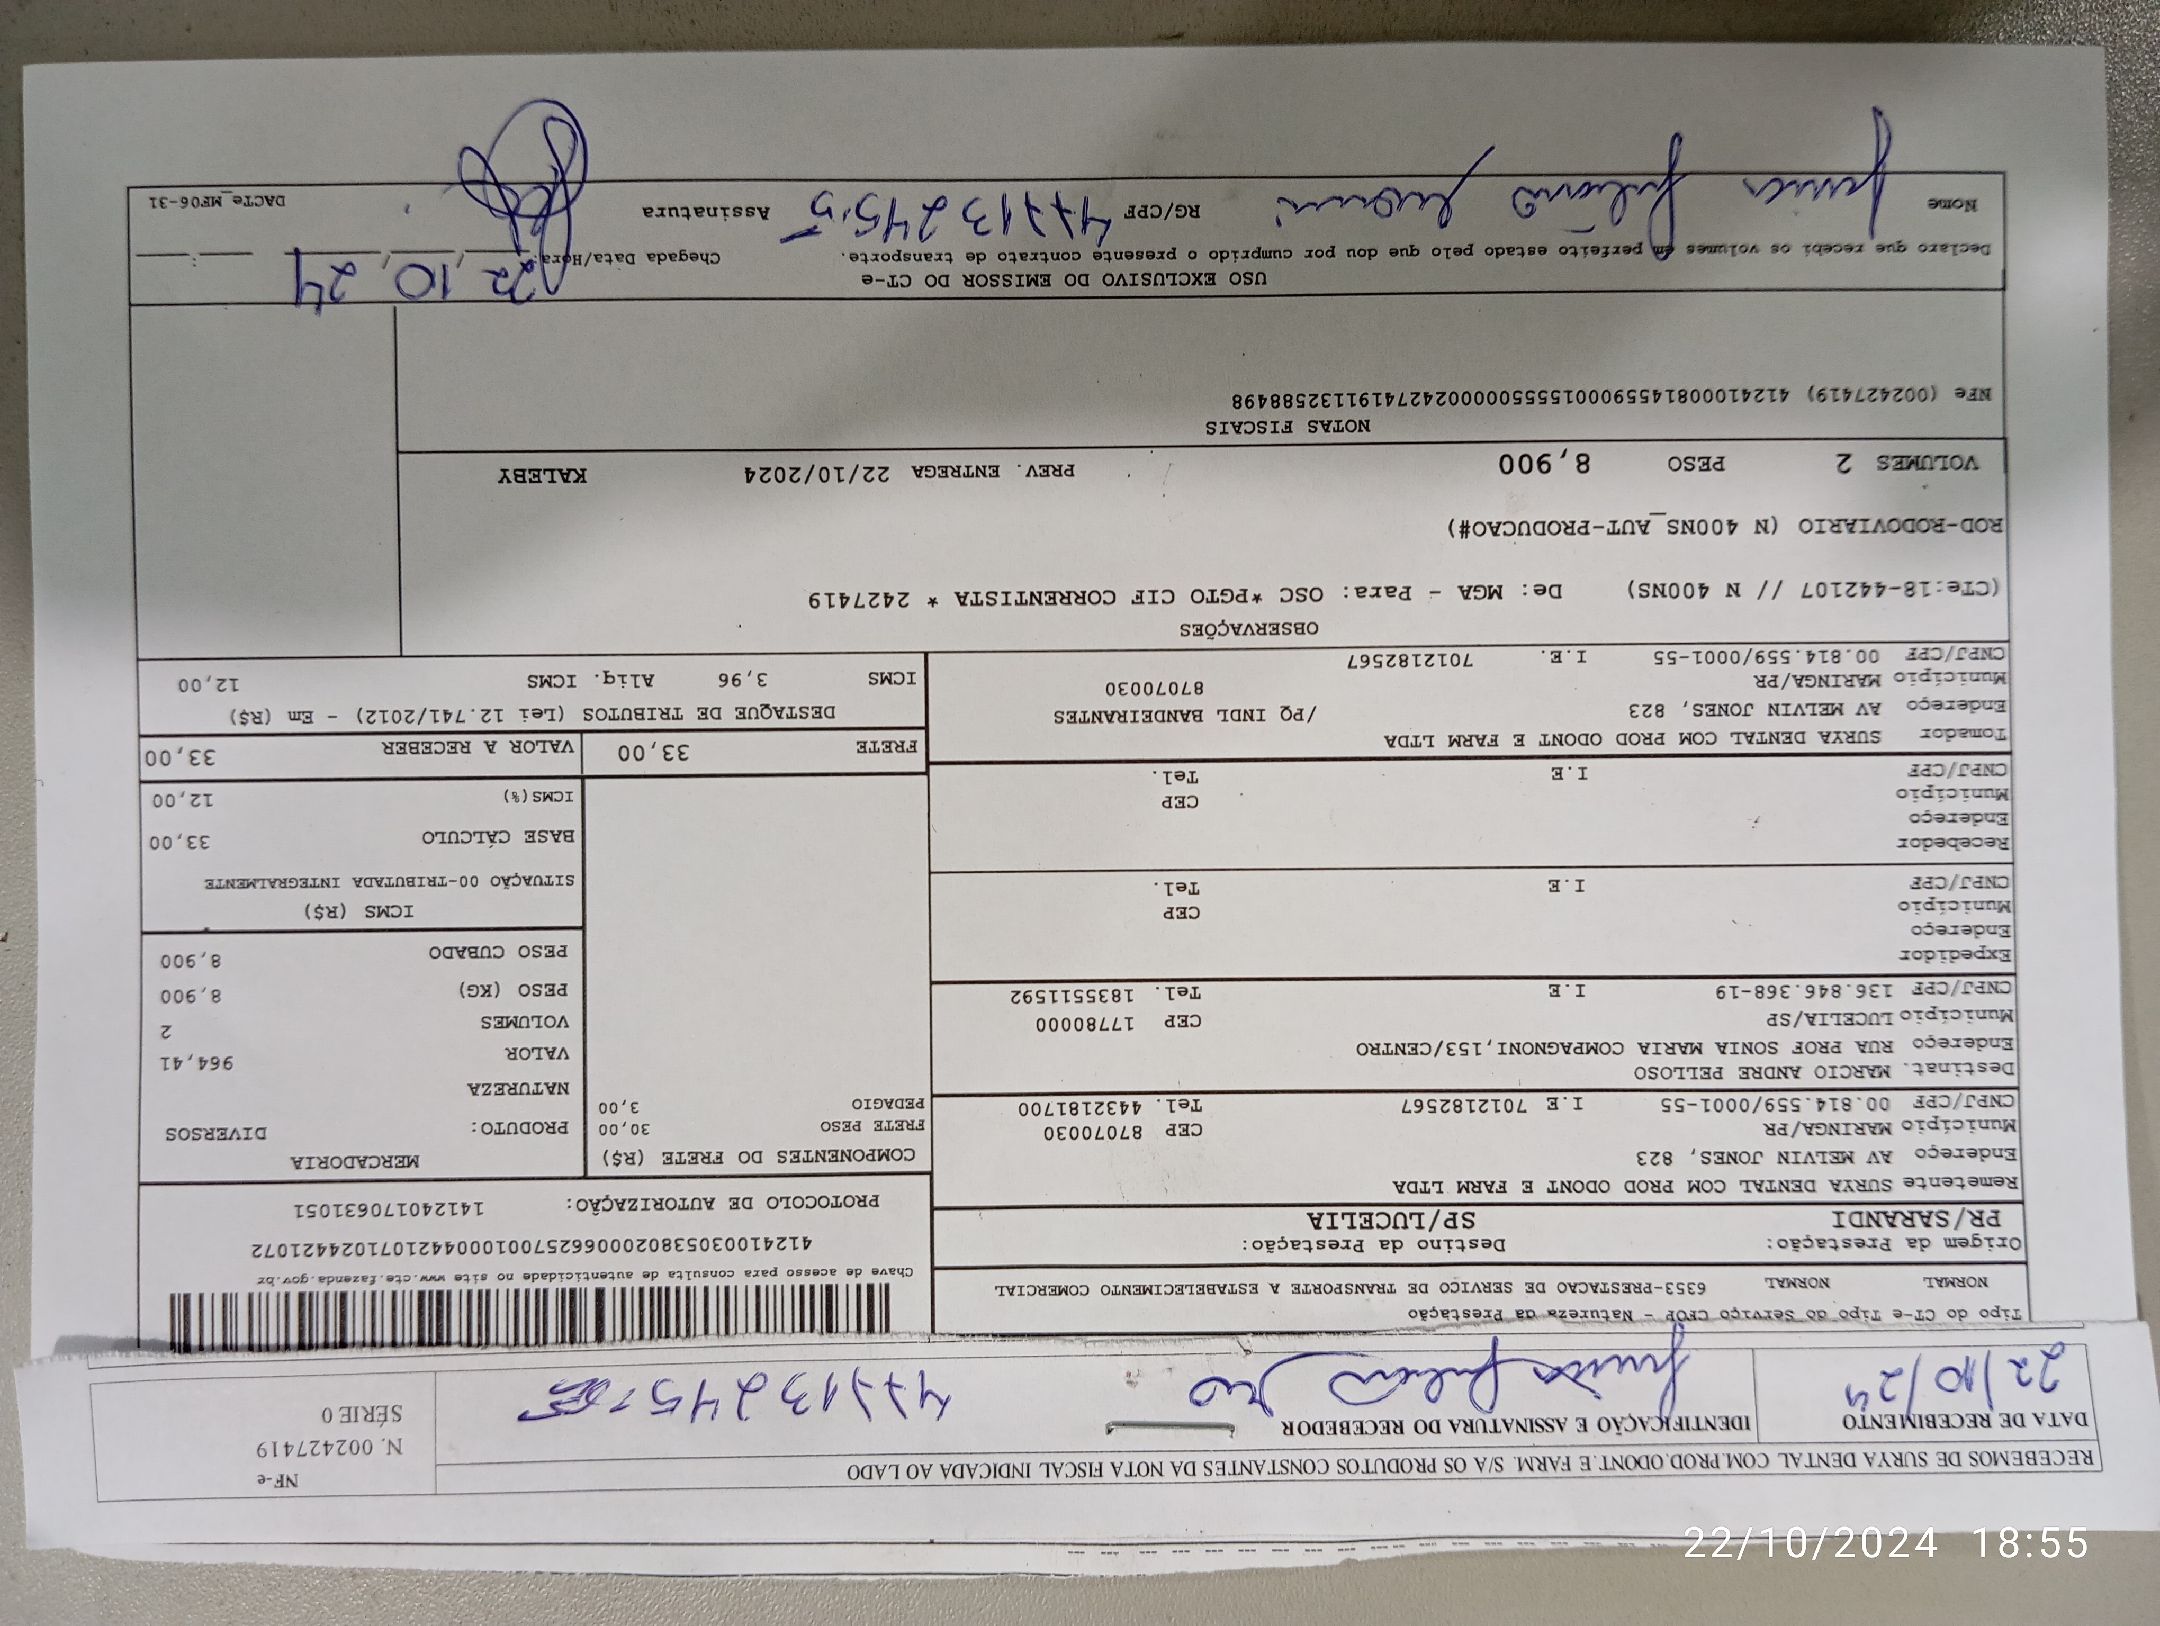 RECEBEMOS DE SURYA DENTAL COM.PROD.ODONT.E FARM. S/A OS PRODUTOS CONSTANTES DA NOTA FISCAL INDICADA AO LADO
NF-e
N. 002427419
SÉRIE 0
DATA DE RECEBIMENTO
22/10/24
IDENTIFICAÇÃO E ASSINATURA DO RECEBEDOR
Tipo do CT-e Tipo do Serviço CFOP - Natureza da Prestação
NORMAL NORMAL 6353-PRESTACAO DE SERVICO DE TRANSPORTE A ESTABELECIMENTO COMERCIAL
Origem da Prestação: Destino da Prestação:
PR/SARANDI SP/LUCELIA
Chave de acesso para consulta de autenticidade no site www.cte.fazenda.gov.br
41241003053802000662570010004421071024421072
PROTOCOLO DE AUTORIZAÇÃO: 141240170631051
Remetente SURYA DENTAL COM PROD ODONT E FARM LTDA
Endereço AV MELVIN JONES, 823
Município MARINGA/PR CEP 87070030
CNPJ/CPF 00.814.559/0001-55 I.E 7012182567 Tel. 4432181700
Destinat. MARCIO ANDRE PELLOSO
Endereço RUA PROF SONIA MARIA COMPAGNONI,153/CENTRO
Município LUCELIA/SP CEP 17780000
CNPJ/CPF 136.846.368-19 I.E Tel. 1835511592
Expedidor
Endereço
Município CEP
CNPJ/CPF I.E Tel.
Recebedor
Endereço
Município CEP
CNPJ/CPF I.E Tel.
Tomador SURYA DENTAL COM PROD ODONT E FARM LTDA
Endereço AV MELVIN JONES, 823 /PQ INDL BANDEIRANTES
Município MARINGA/PR 87070030
CNPJ/CPF 00.814.559/0001-55 I.E. 7012182567
COMPONENTES DO FRETE (R$)
FRETE PESO 30,00
PEDAGIO 3,00
MERCADORIA
PRODUTO: DIVERSOS
NATUREZA
VALOR 964,41
VOLUMES 2
PESO (KG) 8,900
PESO CUBADO 8,900
ICMS (R$)
SITUAÇÃO 00-TRIBUTADA INTEGRALMENTE
BASE CÁLCULO 33,00
ICMS(%) 12,00
FRETE 33,00 VALOR A RECEBER 33,00
DESTAQUE DE TRIBUTOS (Lei 12.741/2012) - Em (R$)
ICMS 3,96 Aliq. ICMS 12,00
OBSERVAÇÕES
(CTe:18-442107 // N 400NS) De: MGA - Para: OSC *PGTO CIF CORRENTISTA * 2427419
ROD-RODOVIARIO (N 400NS_AUT-PRODUCAO#)
VOLUMES 2 PESO 8,900 PREV. ENTREGA 22/10/2024 KALEBY
NOTAS FISCAIS
NFe (002427419) 41241000814559000155550000024274191132588498
USO EXCLUSIVO DO EMISSOR DO CT-e
Declaro que recebi os volumes em perfeito estado pelo que dou por cumprido o presente contrato de transporte.
Chegada Data/Hora: 22,10,24
Nome RG/CPF Assinatura
DACTe_MF06-31
22/10/2024 18:55